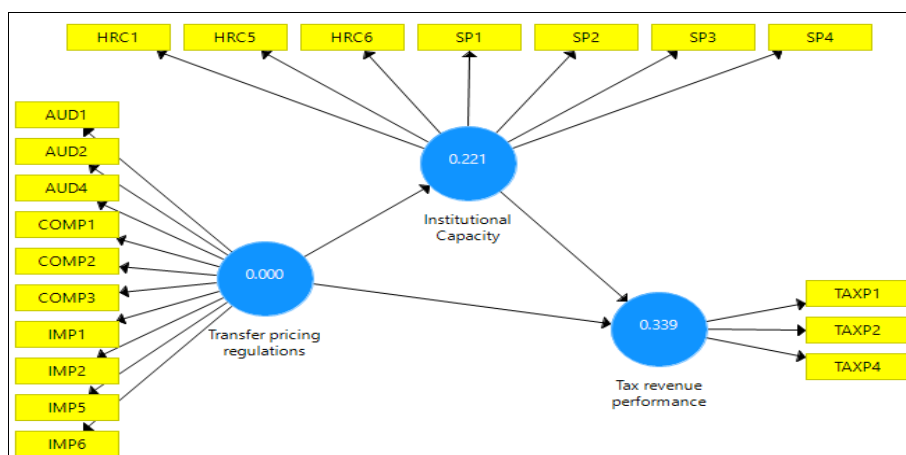 HRC1
HRC5
HRC6
SP1
SP2
SP3
SP4
AUD1
AUD2
AUD4
COMP1
COMP2
COMP3
IMP1
IMP2
IMP5
IMP6
0.221
Institutional
Capacity
0.000
Transfer pricing
regulations
0.339
Tax revenue
performance
TAXP1
TAXP2
TAXP4